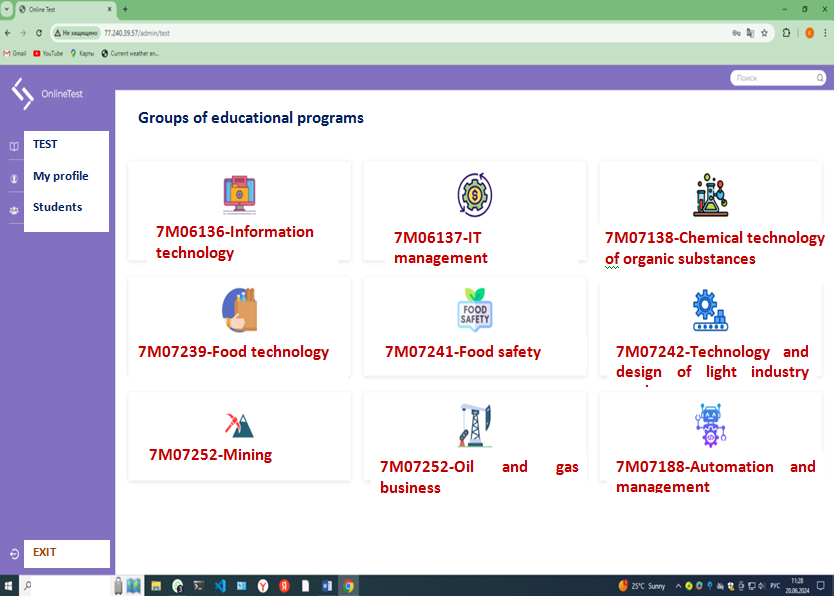 Online Test
Не защищено
77.240.39.57/admin/test
Gmail
YouTube
Карты
Current weather an...
OnlineTest
Поиск
Groups of educational programs
TEST
My profile
Students
7M06136-Information
technology
7M06137-IT
management
7M07138-Chemical technology
of organic substances
7M07239-Food technology
FOOD
SAFETY
7M07241-Food safety
7M07242-Technology and
design of light industry
7M07252-Mining
7M07252-Oil and gas
business
7M07188-Automation and
management
EXIT
25°C Sunny
РУС
11:28
20.06.2024